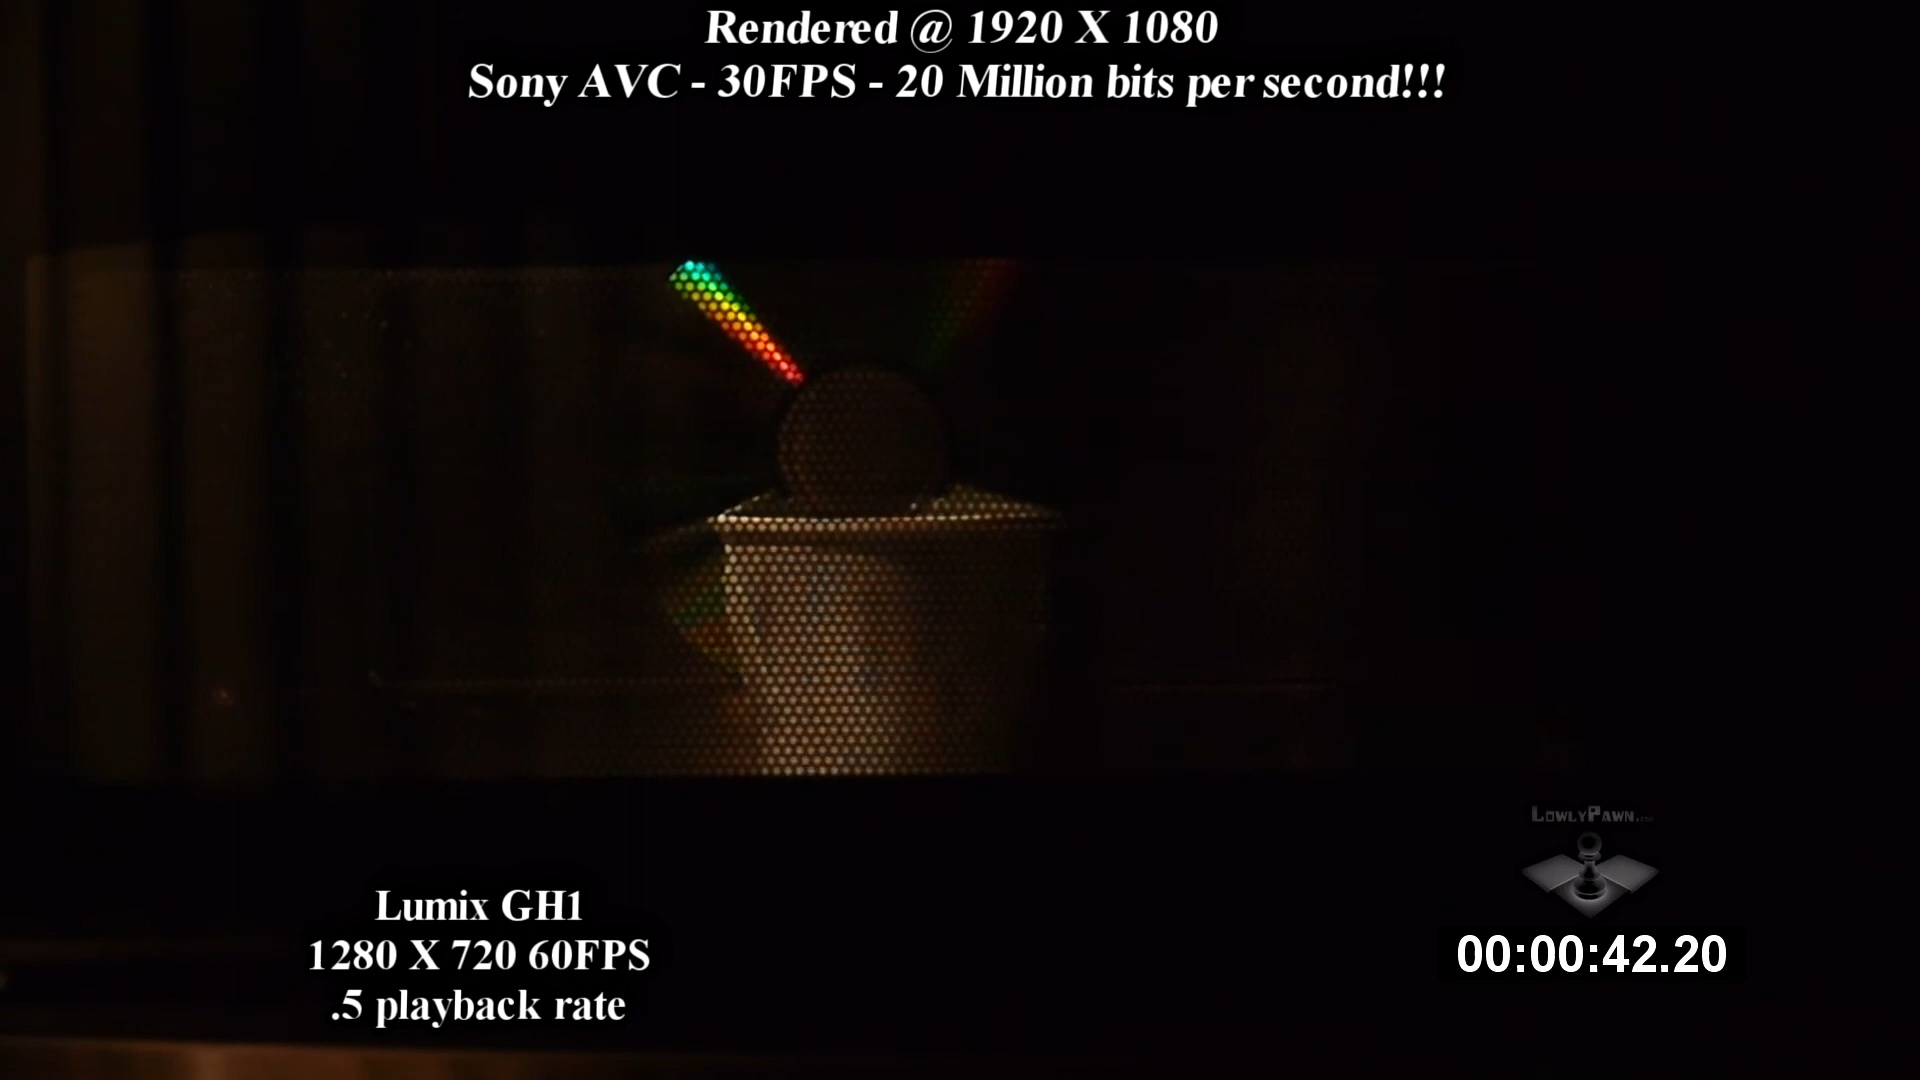 Rendered @ 1920 X 1080
Sony AVC - 30FPS - 20 Million bits per second!!!
LowlyPawn.com
Lumix GH1
1280 X 720 60FPS
.5 playback rate
00:00:42.20